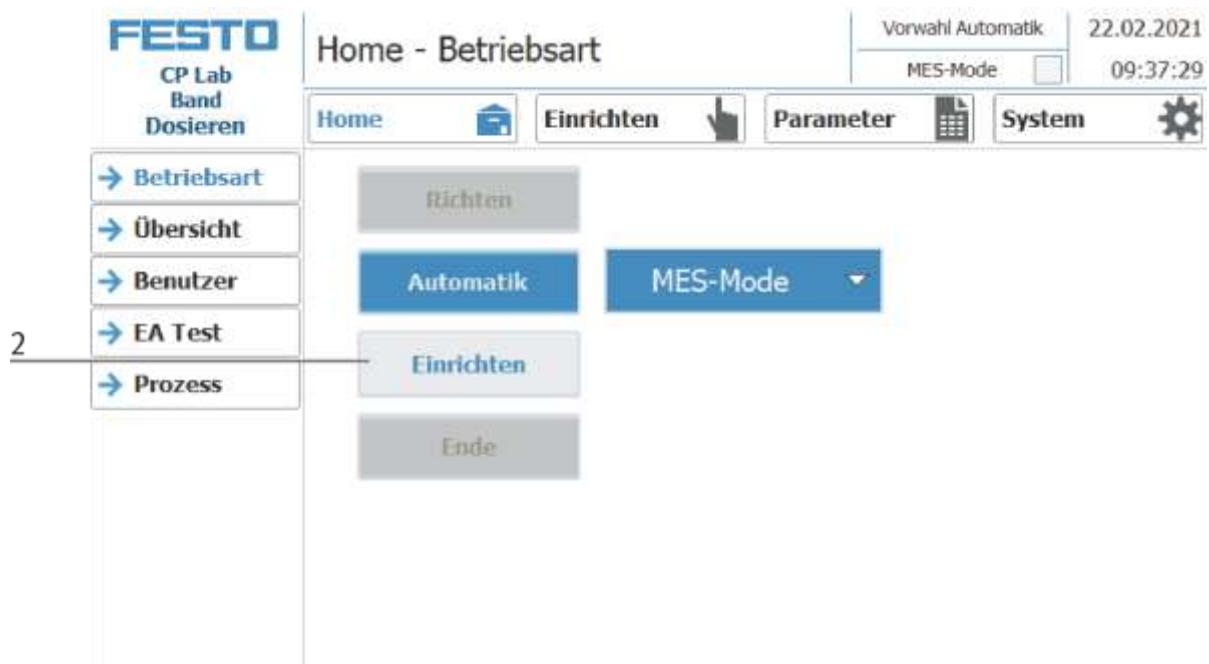 FESTO
CP Lab
Band
Dosieren
Home - Betriebsart
Vorwahl Automatik
MES-Mode
22.02.2021
09:37:29
Home
Einrichten
Parameter
System
Betriebsart
Übersicht
Benutzer
EA Test
Prozess
Richten
Automatik
MES-Mode
Einrichten
Ende
2